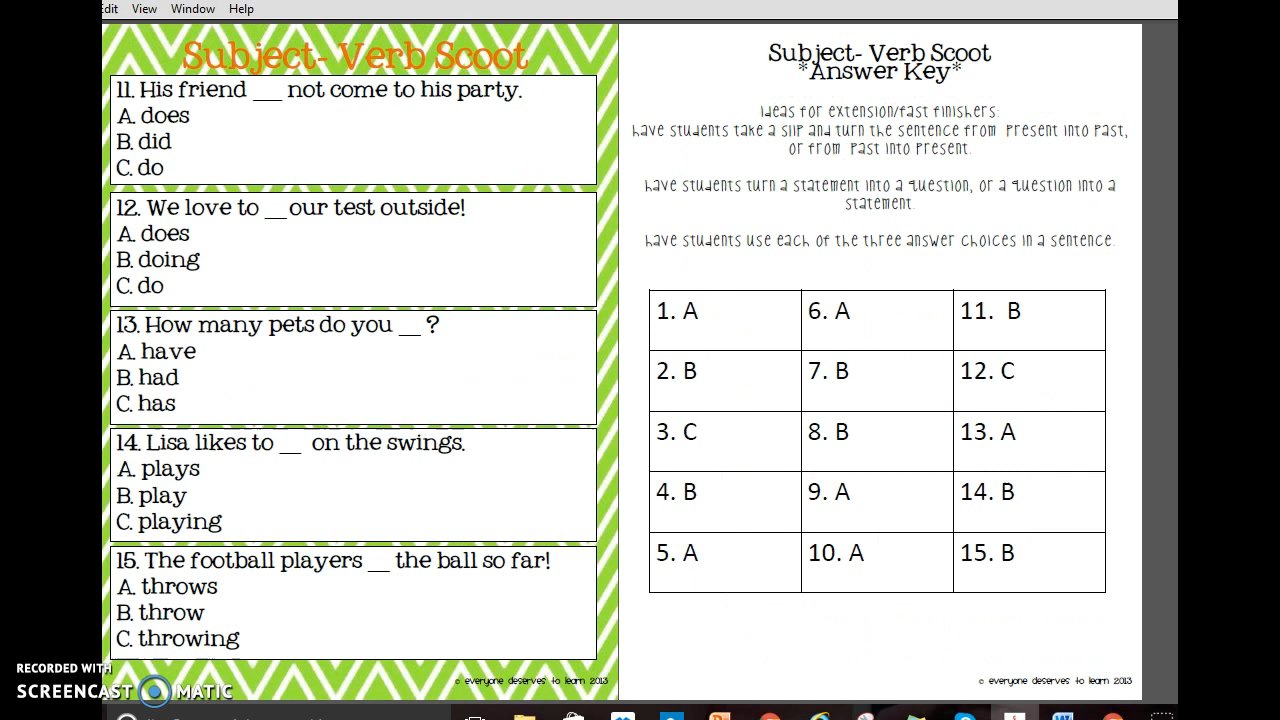 Edit View Window Help
Subject- Verb Scoot
11. His friend ___ not come to his party.
A. does
B. did
C. do
12. We love to ___ our test outside!
A. does
B. doing
C. do
13. How many pets do you ___ ?
A. have
B. had
C. has
14. Lisa likes to ___ on the swings.
A. plays
B. play
C. playing
15. The football players ___ the ball so far!
A. throws
B. throw
C. throwing
© everyone deserves to learn 2013
Subject- Verb Scoot
*Answer Key*
Ideas for extension/fast finishers:
Have students take a slip and turn the sentence from present into past,
or from past into present.
Have students turn a statement into a question, or a question into a
statement.
Have students use each of the three answer choices in a sentence.
1. A 6. A 11. B
2. B 7. B 12. C
3. C 8. B 13. A
4. B 9. A 14. B
5. A 10. A 15. B
© everyone deserves to learn 2013
RECORDED WITH
SCREENCAST MATIC